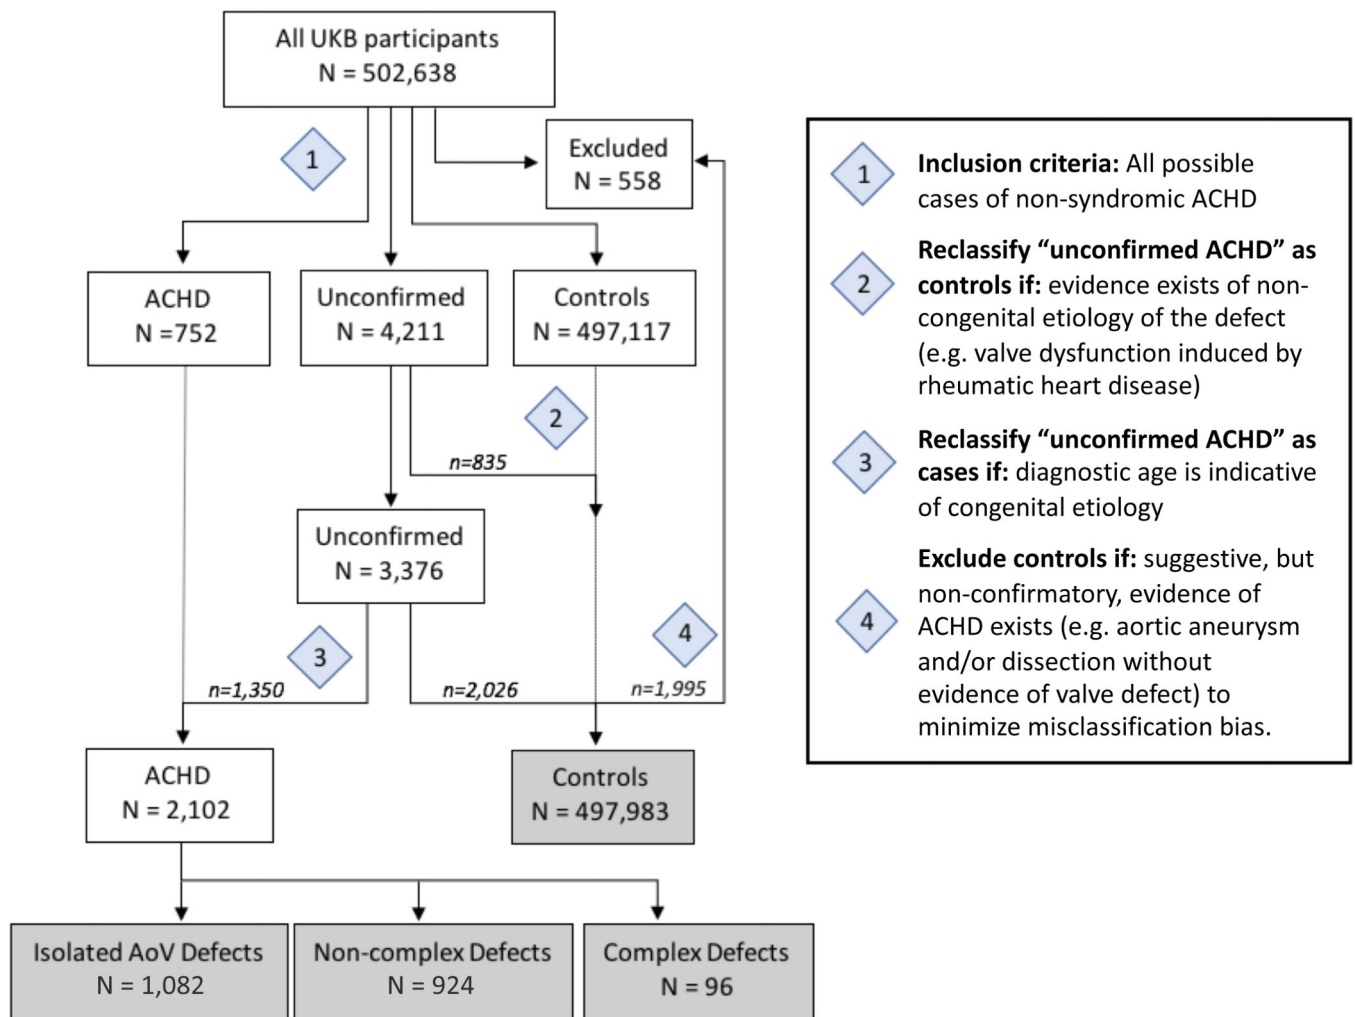 All UKB participants
N = 502,638
1
Excluded
N = 558
ACHD
N =752
Unconfirmed
N = 4,211
Controls
N = 497,117
2
n=835
Unconfirmed
N = 3,376
3
4
n=1,350
n=2,026
n=1,995
ACHD
N = 2,102
Controls
N = 497,983
Isolated AoV Defects
N = 1,082
Non-complex Defects
N = 924
Complex Defects
N = 96
1
Inclusion criteria: All possible
cases of non-syndromic ACHD
2
Reclassify “unconfirmed ACHD” as
controls if: evidence exists of non-
congenital etiology of the defect
(e.g. valve dysfunction induced by
rheumatic heart disease)
3
Reclassify “unconfirmed ACHD” as
cases if: diagnostic age is indicative
of congenital etiology
4
Exclude controls if: suggestive, but
non-confirmatory, evidence of
ACHD exists (e.g. aortic aneurysm
and/or dissection without
evidence of valve defect) to
minimize misclassification bias.